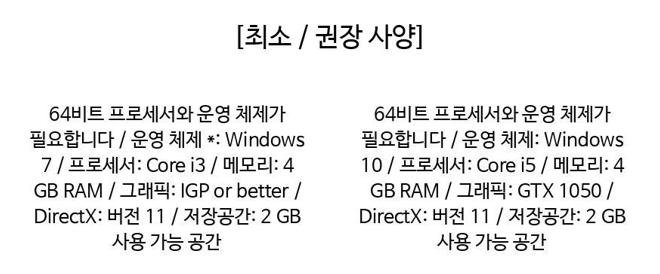 [최소 / 권장 사양]
64비트 프로세서와 운영 체제가
필요합니다 / 운영 체제 *: Windows
7 / 프로세서: Core i3 / 메모리: 4
GB RAM / 그래픽: IGP or better /
DirectX: 버전 11 / 저장공간: 2 GB
사용 가능 공간
64비트 프로세서와 운영 체제가
필요합니다 / 운영 체제: Windows
10 / 프로세서: Core i5 / 메모리: 4
GB RAM / 그래픽: GTX 1050 /
DirectX: 버전 11 / 저장공간: 2 GB
사용 가능 공간